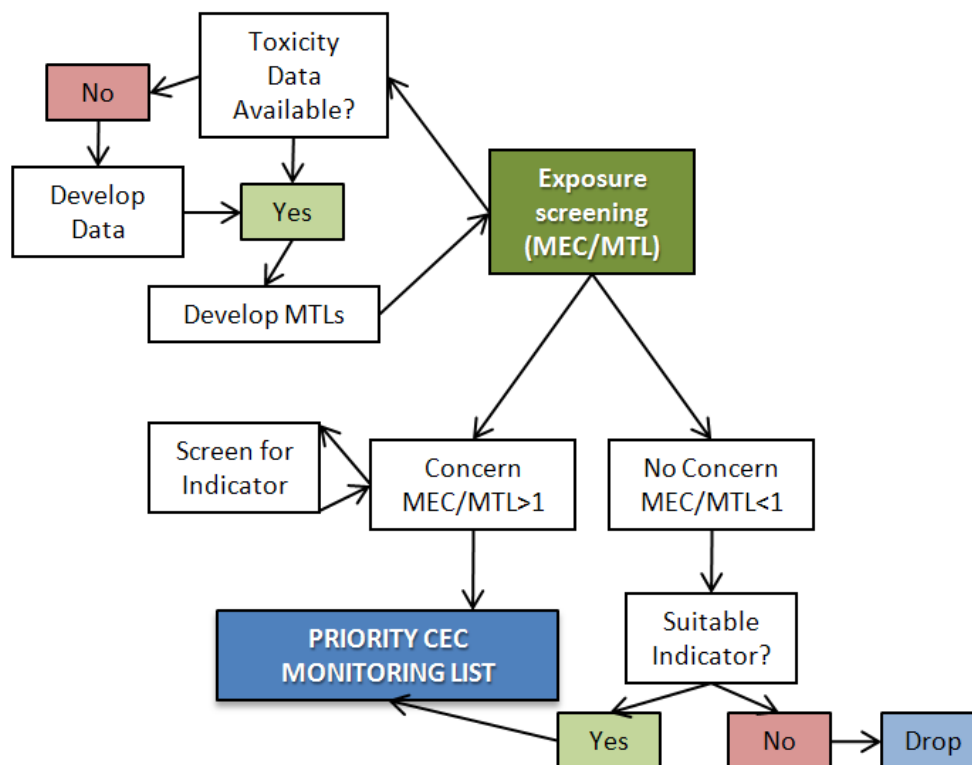 Toxicity
Data
Available?
No
Develop
Data
Yes
Develop MTLs
Exposure
screening
(MEC/MTL)
Screen for
Indicator
Concern
MEC/MTL>1
No Concern
MEC/MTL<1
PRIORITY CEC
MONITORING LIST
Suitable
Indicator?
Yes
No
Drop